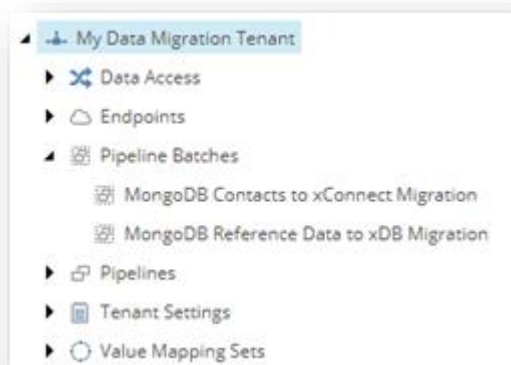 My Data Migration Tenant
Data Access
Endpoints
Pipeline Batches
MongoDB Contacts to xConnect Migration
MongoDB Reference Data to xDB Migration
Pipelines
Tenant Settings
Value Mapping Sets